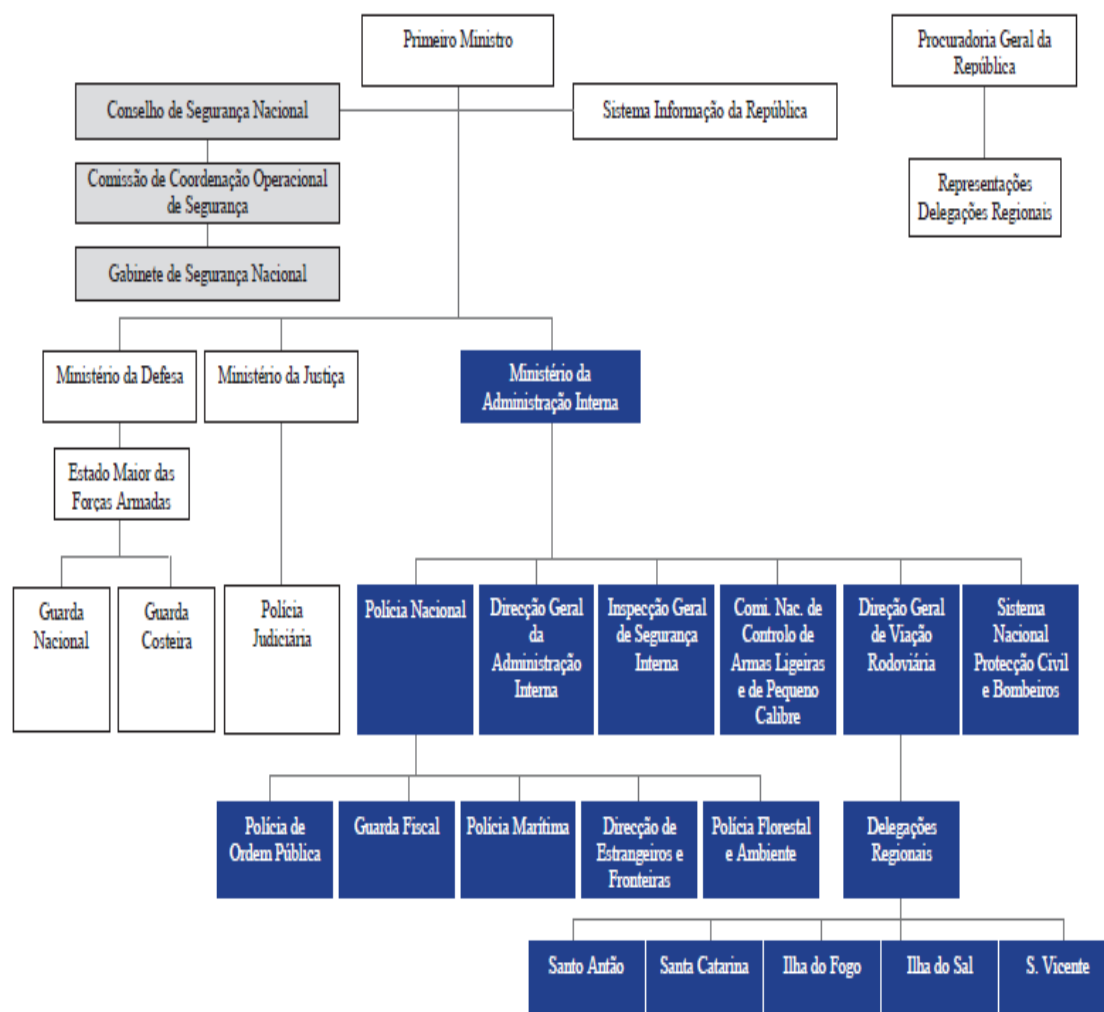 Primeiro Ministro
Procuradoria Geral da
República
Conselho de Segurança Nacional
Sistema Informação da República
Comissão de Coordenação Operacional
de Segurança
Representações
Delegações Regionais
Gabinete de Segurança Nacional
Ministério da Defesa
Ministério da Justiça
Ministério da
Administração Interna
Estado Maior das
Forças Armadas
Guarda
Nacional
Guarda
Costeira
Polícia
Judiciária
Polícia Nacional
Direcção Geral
da
Administração
Interna
Inspecção Geral
de Segurança
Interna
Comi. Nac. de
Controlo de
Armas Ligeiras
e de Pequeno
Calibre
Direção Geral
de Viação
Rodoviária
Sistema
Nacional
Protecção Civil
e Bombeiros
Polícia de
Ordem Pública
Guarda Fiscal
Polícia Marítima
Direcção de
Estrangeiros e
Fronteiras
Polícia Florestal
e Ambiente
Delegações
Regionais
Santo Antão
Santa Catarina
Ilha do Fogo
Ilha do Sal
S. Vicente